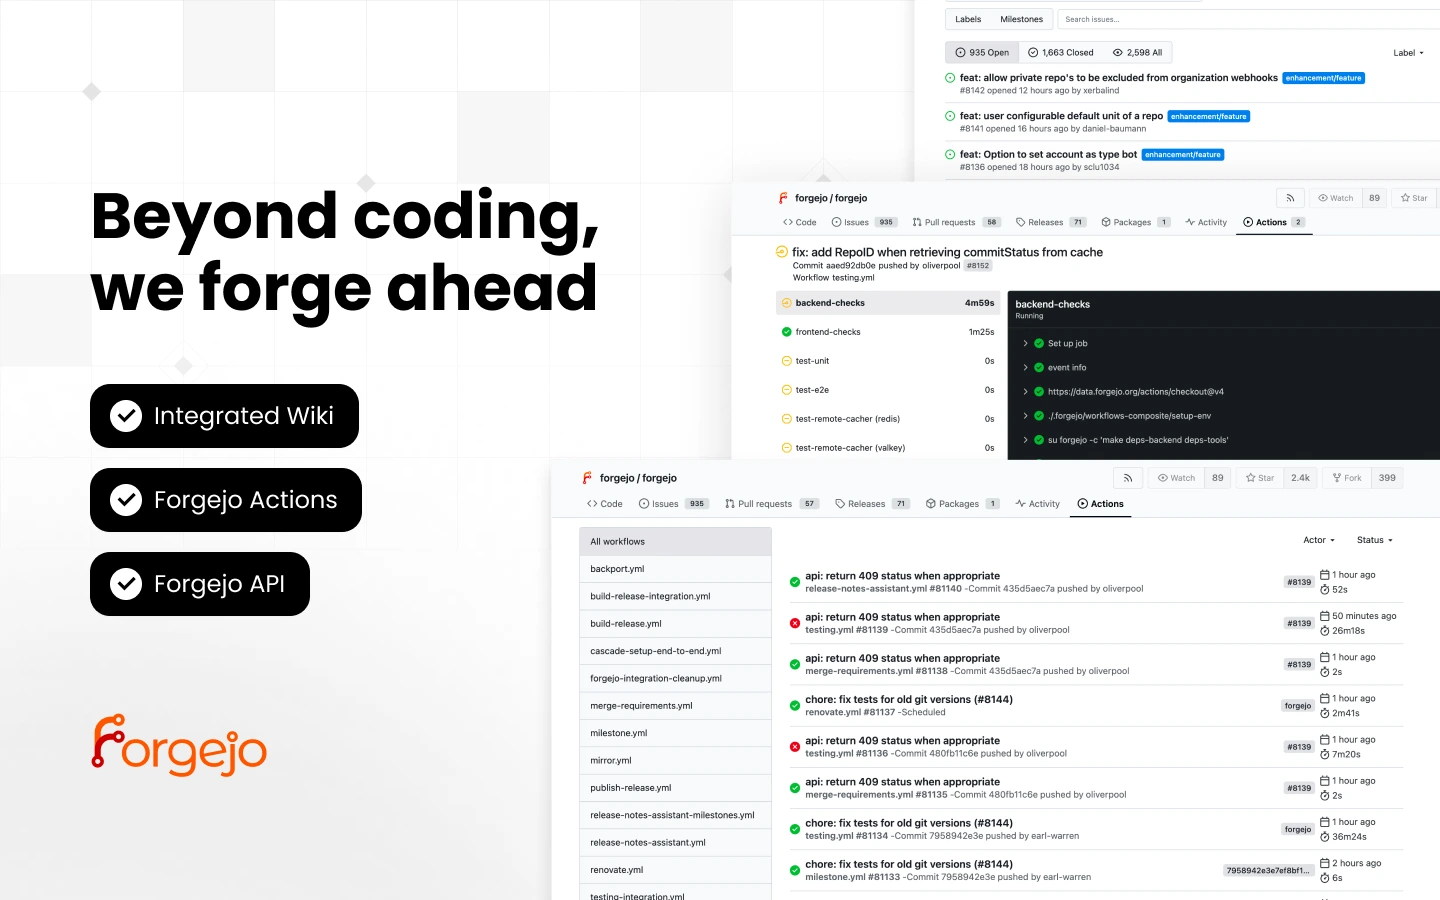 Beyond coding,
we forge ahead
Integrated Wiki
Forgejo Actions
Forgejo API
Forgejo
Labels Milestones Search issues...
935 Open 1,663 Closed 2,598 All Label
feat: allow private repo's to be excluded from organization webhooks enhancement/feature
#8142 opened 12 hours ago by xerbalind
feat: user configurable default unit of a repo enhancement/feature
#8141 opened 16 hours ago by daniel-baumann
feat: Option to set account as type bot enhancement/feature
#8136 opened 18 hours ago by sclu1034
forgejo / forgejo Watch 89 Star
Code Issues 935 Pull requests 58 Releases 71 Packages 1 Activity Actions 2
fix: add RepoID when retrieving commitStatus from cache
Commit aaed92db0e pushed by oliverpool #8152
Workflow testing.yml
backend-checks 4m59s
frontend-checks 1m25s
test-unit 0s
test-e2e 0s
test-remote-cacher (redis) 0s
test-remote-cacher (valkey) 0s
backend-checks
Running
Set up job
event info
https://data.forgejo.org/actions/checkout@v4
./.forgejo/workflows-composite/setup-env
su forgejo -c 'make deps-backend deps-tools'
forgejo / forgejo Watch 89 Star 2.4k Fork 399
Code Issues 935 Pull requests 57 Releases 71 Packages 1 Activity Actions
All workflows
backport.yml
build-release-integration.yml
build-release.yml
cascade-setup-end-to-end.yml
forgejo-integration-cleanup.yml
merge-requirements.yml
milestone.yml
mirror.yml
publish-release.yml
release-notes-assistant-milestones.yml
release-notes-assistant.yml
renovate.yml
testing-integration.yml
Actor Status
api: return 409 status when appropriate #8139 1 hour ago
release-notes-assistant.yml #81140 -Commit 435d5aec7a pushed by oliverpool 52s
api: return 409 status when appropriate #8139 50 minutes ago
testing.yml #81139 -Commit 435d5aec7a pushed by oliverpool 26m18s
api: return 409 status when appropriate #8139 1 hour ago
merge-requirements.yml #81138 -Commit 435d5aec7a pushed by oliverpool 2s
chore: fix tests for old git versions (#8144) forgejo 1 hour ago
renovate.yml #81137 -Scheduled 2m41s
api: return 409 status when appropriate #8139 1 hour ago
testing.yml #81136 -Commit 480fb11c6e pushed by oliverpool 7m20s
api: return 409 status when appropriate #8139 1 hour ago
merge-requirements.yml #81135 -Commit 480fb11c6e pushed by oliverpool 2s
chore: fix tests for old git versions (#8144) forgejo 1 hour ago
testing.yml #81134 -Commit 7958942e3e pushed by earl-warren 36m24s
chore: fix tests for old git versions (#8144) 7958942e3e7ef8bf1... 2 hours ago
milestone.yml #81133 -Commit 7958942e3e pushed by earl-warren 6s